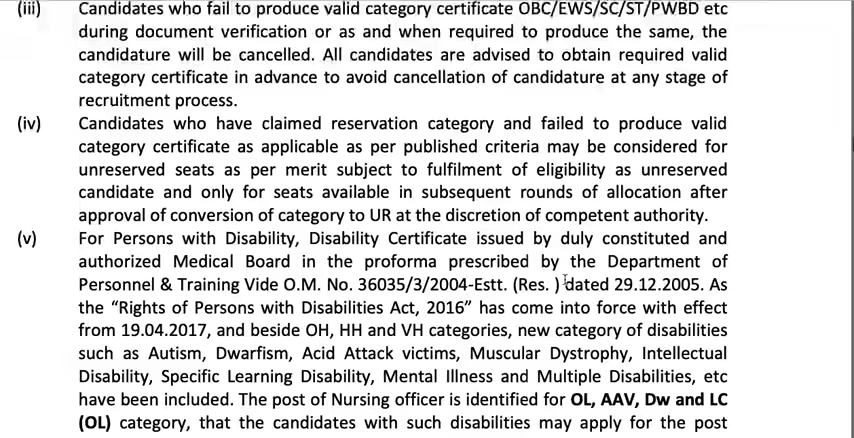 (iii) Candidates who fail to produce valid category certificate OBC/EWS/SC/ST/PWBD etc
during document verification or as and when required to produce the same, the
candidature will be cancelled. All candidates are advised to obtain required valid
category certificate in advance to avoid cancellation of candidature at any stage of
recruitment process.
(iv) Candidates who have claimed reservation category and failed to produce valid
category certificate as applicable as per published criteria may be considered for
unreserved seats as per merit subject to fulfilment of eligibility as unreserved
candidate and only for seats available in subsequent rounds of allocation after
approval of conversion of category to UR at the discretion of competent authority.
(v) For Persons with Disability, Disability Certificate issued by duly constituted and
authorized Medical Board in the proforma prescribed by the Department of
Personnel & Training Vide O.M. No. 36035/3/2004-Estt. (Res. ) dated 29.12.2005. As
the “Rights of Persons with Disabilities Act, 2016” has come into force with effect
from 19.04.2017, and beside OH, HH and VH categories, new category of disabilities
such as Autism, Dwarfism, Acid Attack victims, Muscular Dystrophy, Intellectual
Disability, Specific Learning Disability, Mental Illness and Multiple Disabilities, etc
have been included. The post of Nursing officer is identified for OL, AAV, Dw and LC
(OL) category, that the candidates with such disabilities may apply for the post